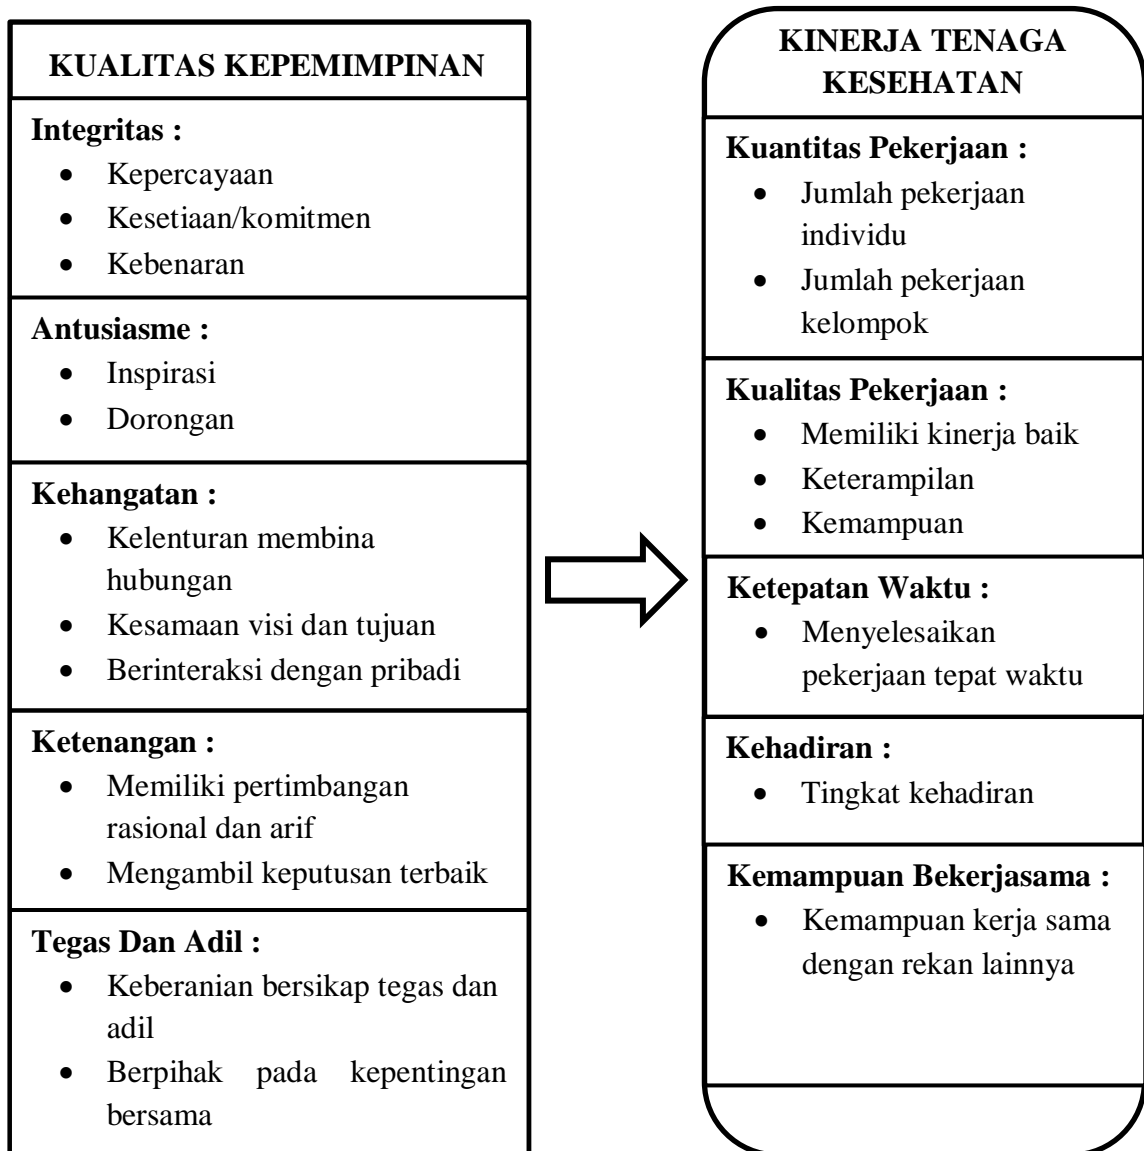 KUALITAS KEPEMIMPINAN
Integritas :
• Kepercayaan
• Kesetiaan/komitmen
• Kebenaran
Antusiasme :
• Inspirasi
• Dorongan
Kehangatan :
• Kelenturan membina
hubungan
• Kesamaan visi dan tujuan
• Berinteraksi dengan pribadi
Ketenangan :
• Memiliki pertimbangan
rasional dan arif
• Mengambil keputusan terbaik
Tegas Dan Adil :
• Keberanian bersikap tegas dan
adil
• Berpihak pada kepentingan
bersama
KINERJA TENAGA
KESEHATAN
Kuantitas Pekerjaan :
• Jumlah pekerjaan
individu
• Jumlah pekerjaan
kelompok
Kualitas Pekerjaan :
• Memiliki kinerja baik
• Keterampilan
• Kemampuan
Ketepatan Waktu :
• Menyelesaikan
pekerjaan tepat waktu
Kehadiran :
• Tingkat kehadiran
Kemampuan Bekerjasama :
• Kemampuan kerja sama
dengan rekan lainnya